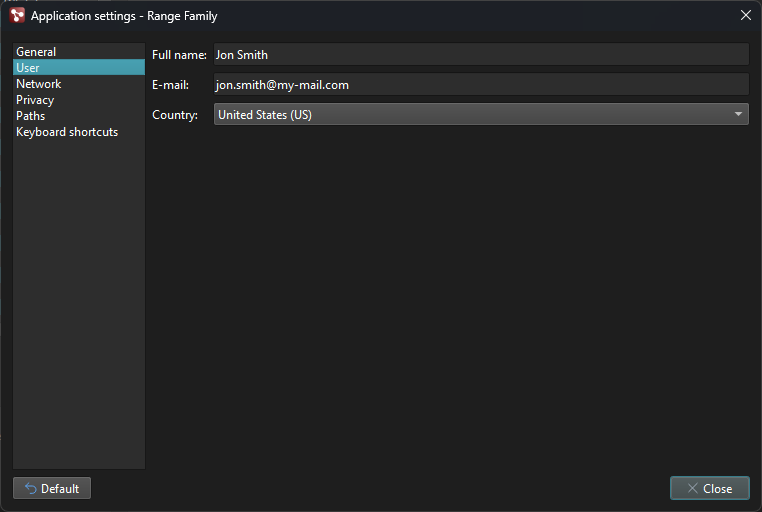 Application settings - Range Family
General
User
Network
Privacy
Paths
Keyboard shortcuts
Full name: Jon Smith
E-mail: jon.smith@my-mail.com
Country: United States (US)
Default
Close